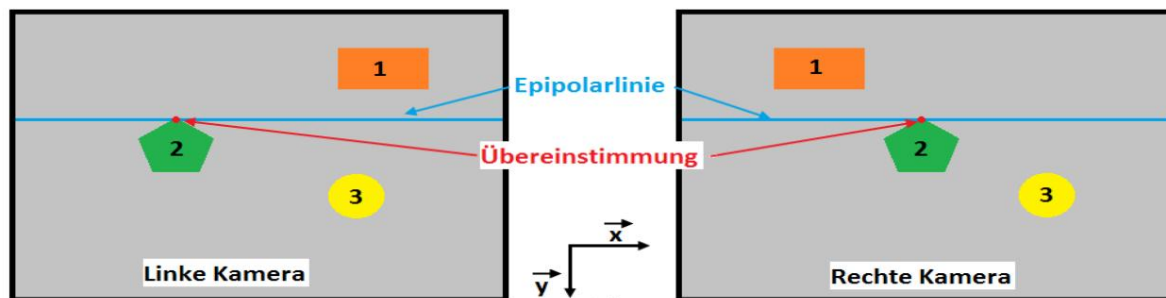 1
1
Epipolarlinie
2
Übereinstimmung
2
3
3
x
Linke Kamera
y
Rechte Kamera